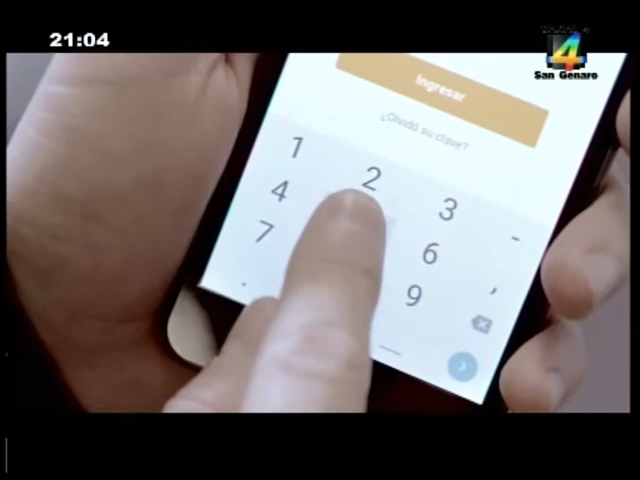 21:04
4
San Genaro
Ingresar
¿Olvidó su clave?
1 2 3 -
4 6 ,
7 9
.